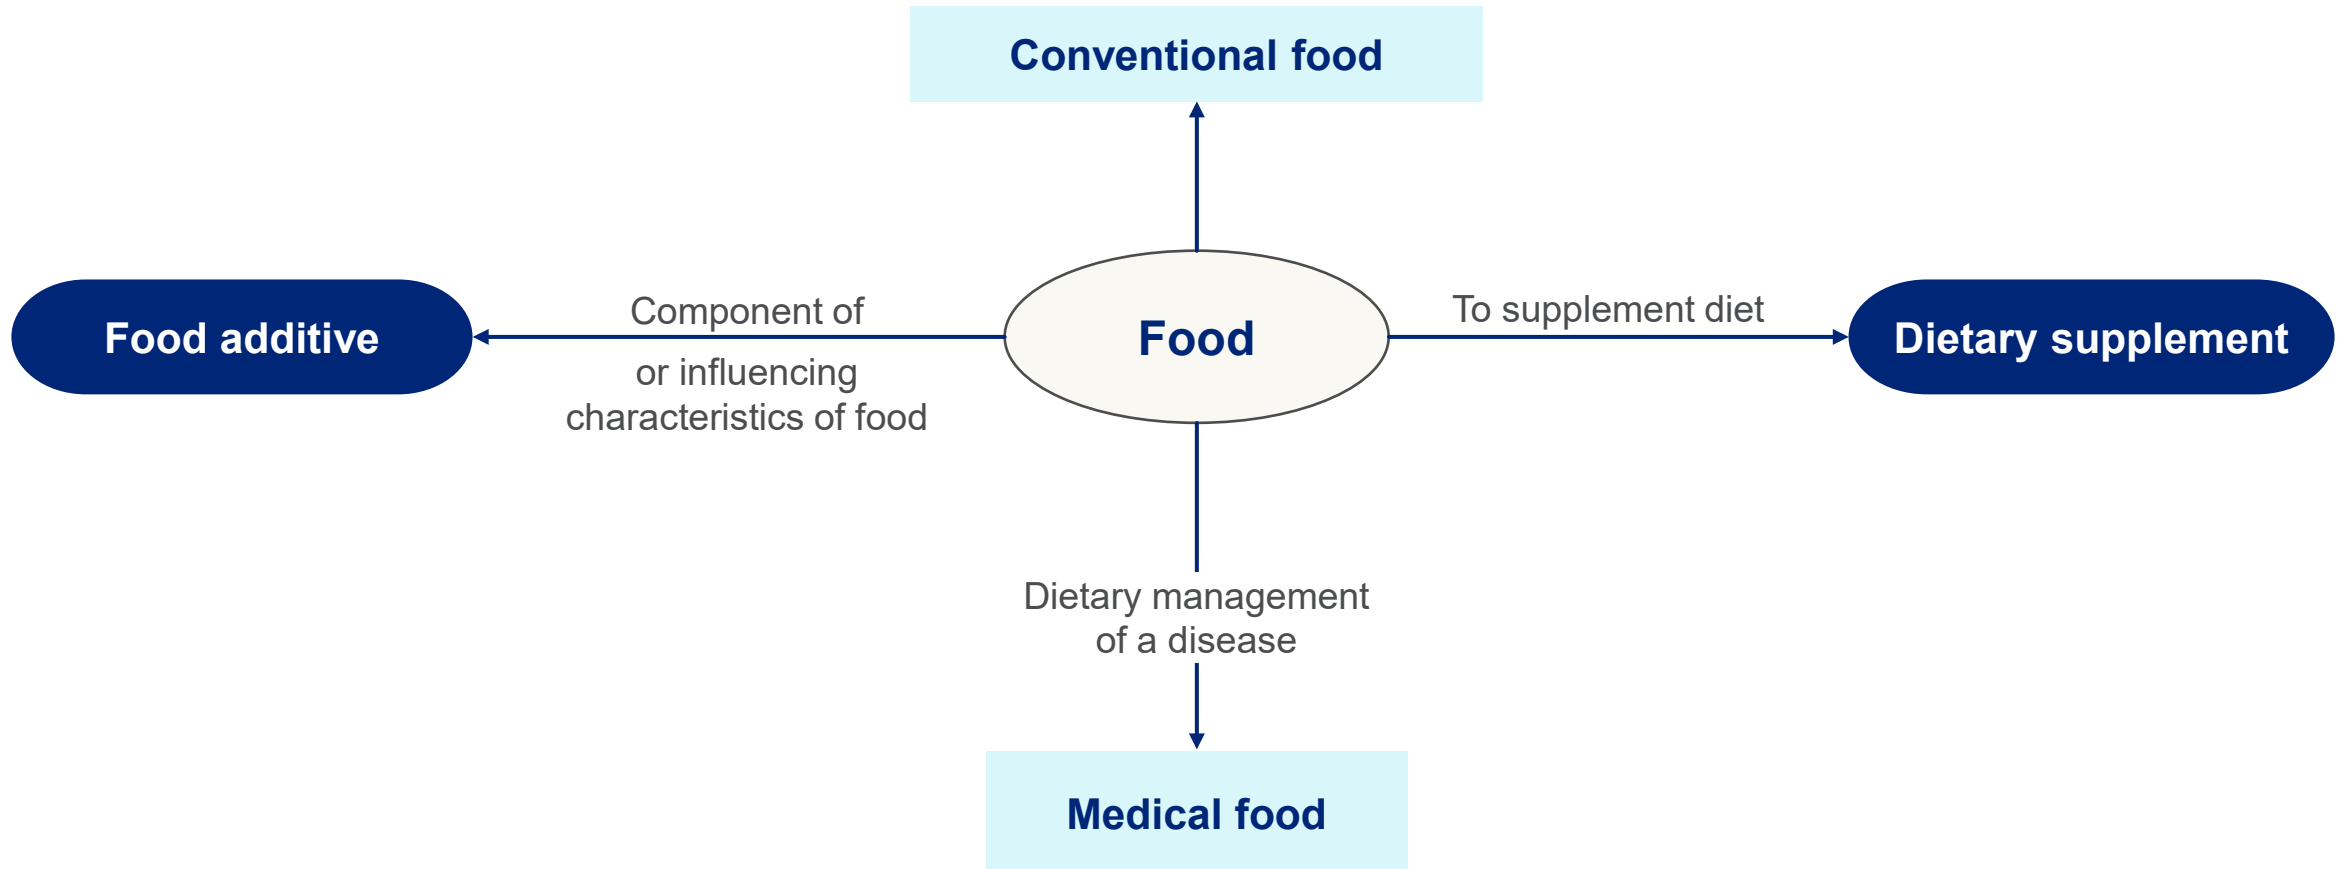 Conventional food
Food additive
Component of
or influencing
characteristics of food
Food
To supplement diet
Dietary supplement
Dietary management
of a disease
Medical food